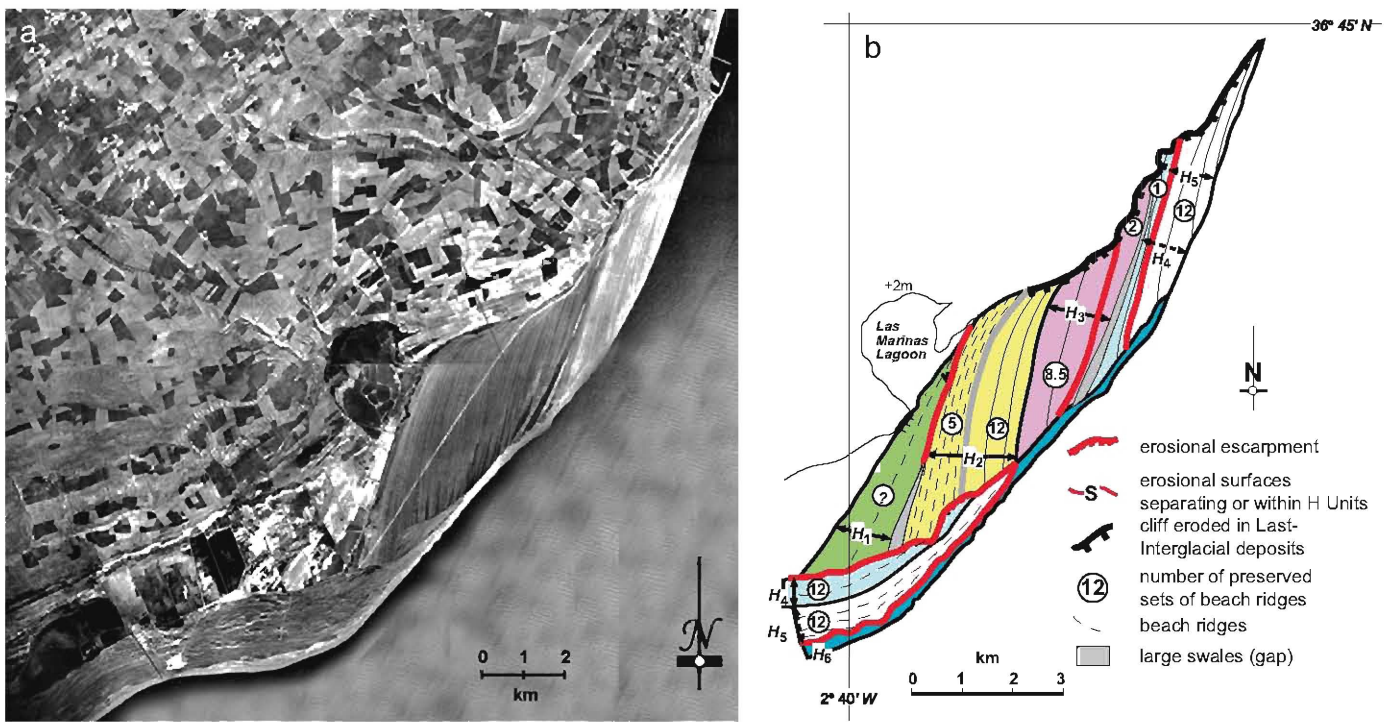 a
0 1 2
km
N
b
36° 45' N
+2m
Las
Marinas
Lagoon
1
H5
12
2
H4
H3
8.5
5
12
H2
?
H1
H4
12
H5
12
H6
N
erosional escarpment
S
erosional surfaces
separating or within H Units
cliff eroded in Last-
Interglacial deposits
12
number of preserved
sets of beach ridges
beach ridges
large swales (gap)
km
0 1 2 3
2° 40' W